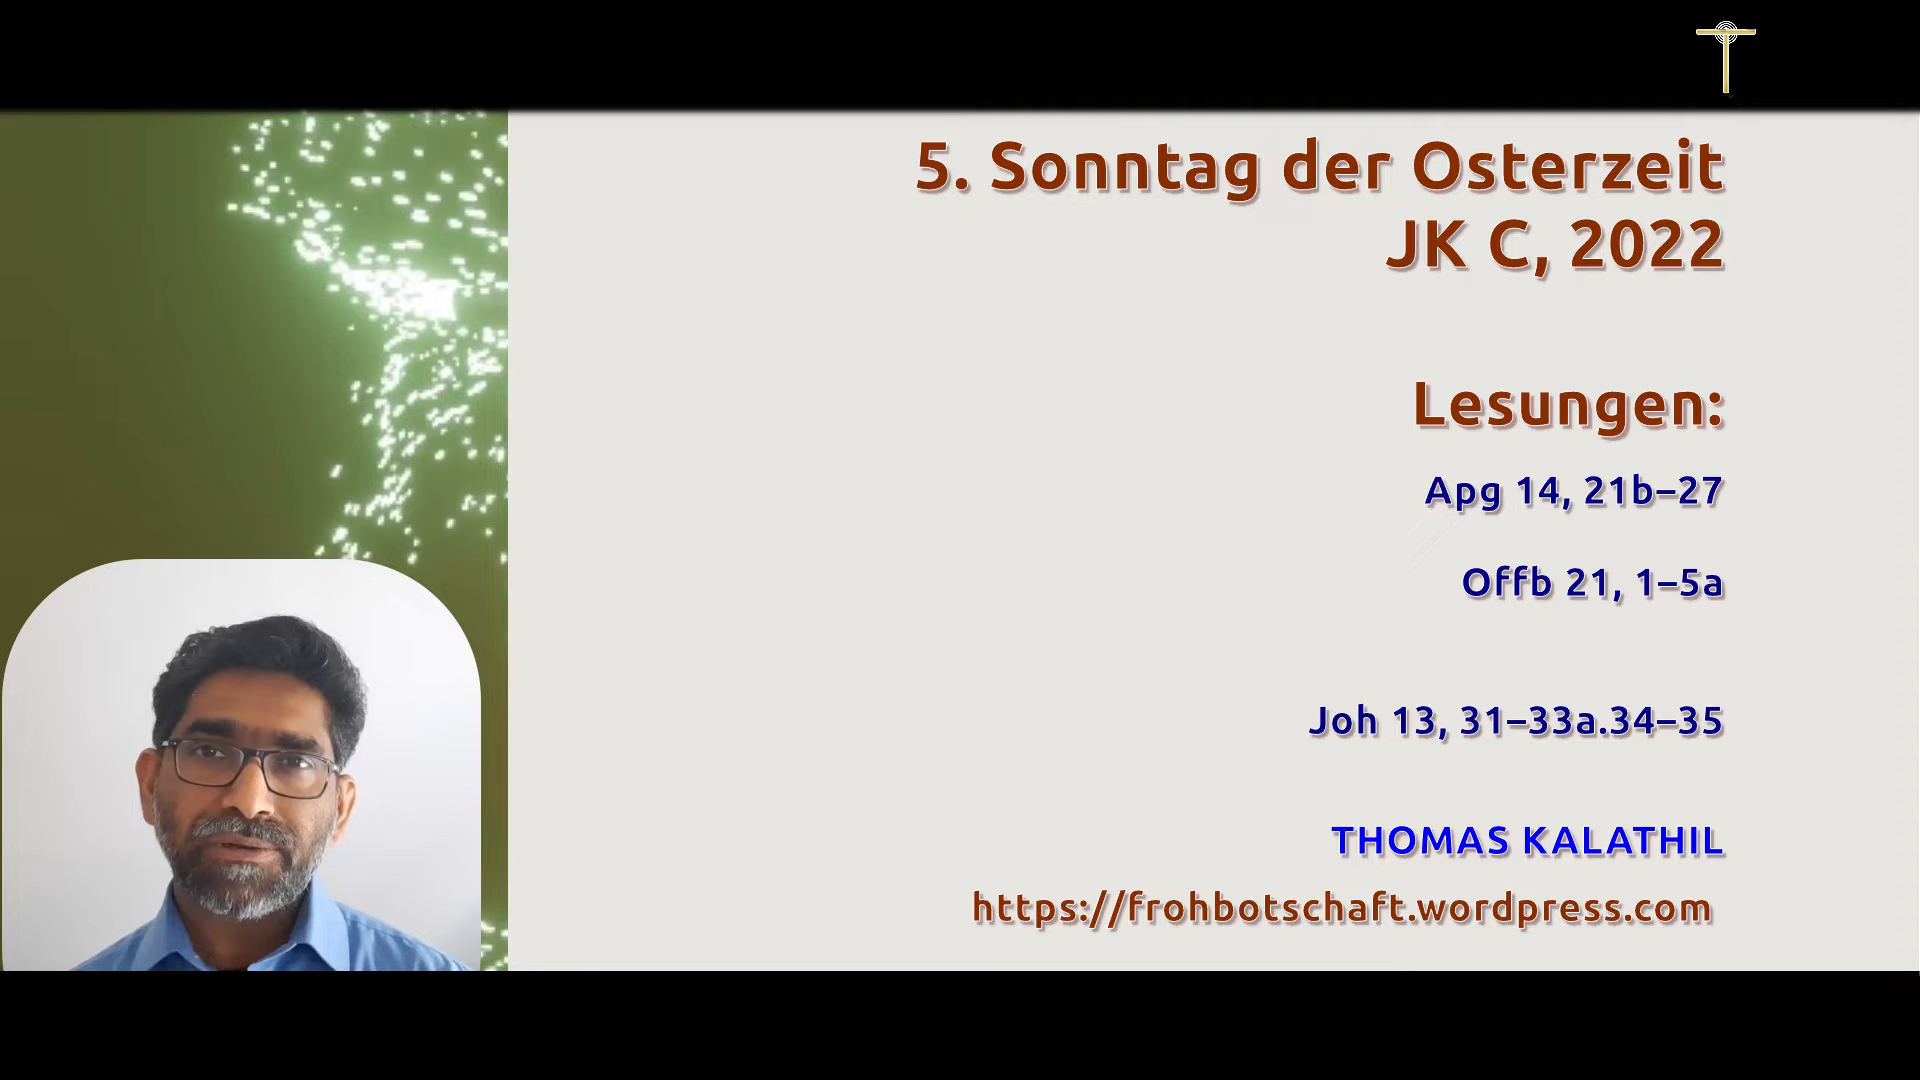 5. Sonntag der Osterzeit
JK C, 2022
Lesungen:
Apg 14, 21b–27
Offb 21, 1–5a
Joh 13, 31–33a.34–35
THOMAS KALATHIL
https://frohbotschaft.wordpress.com